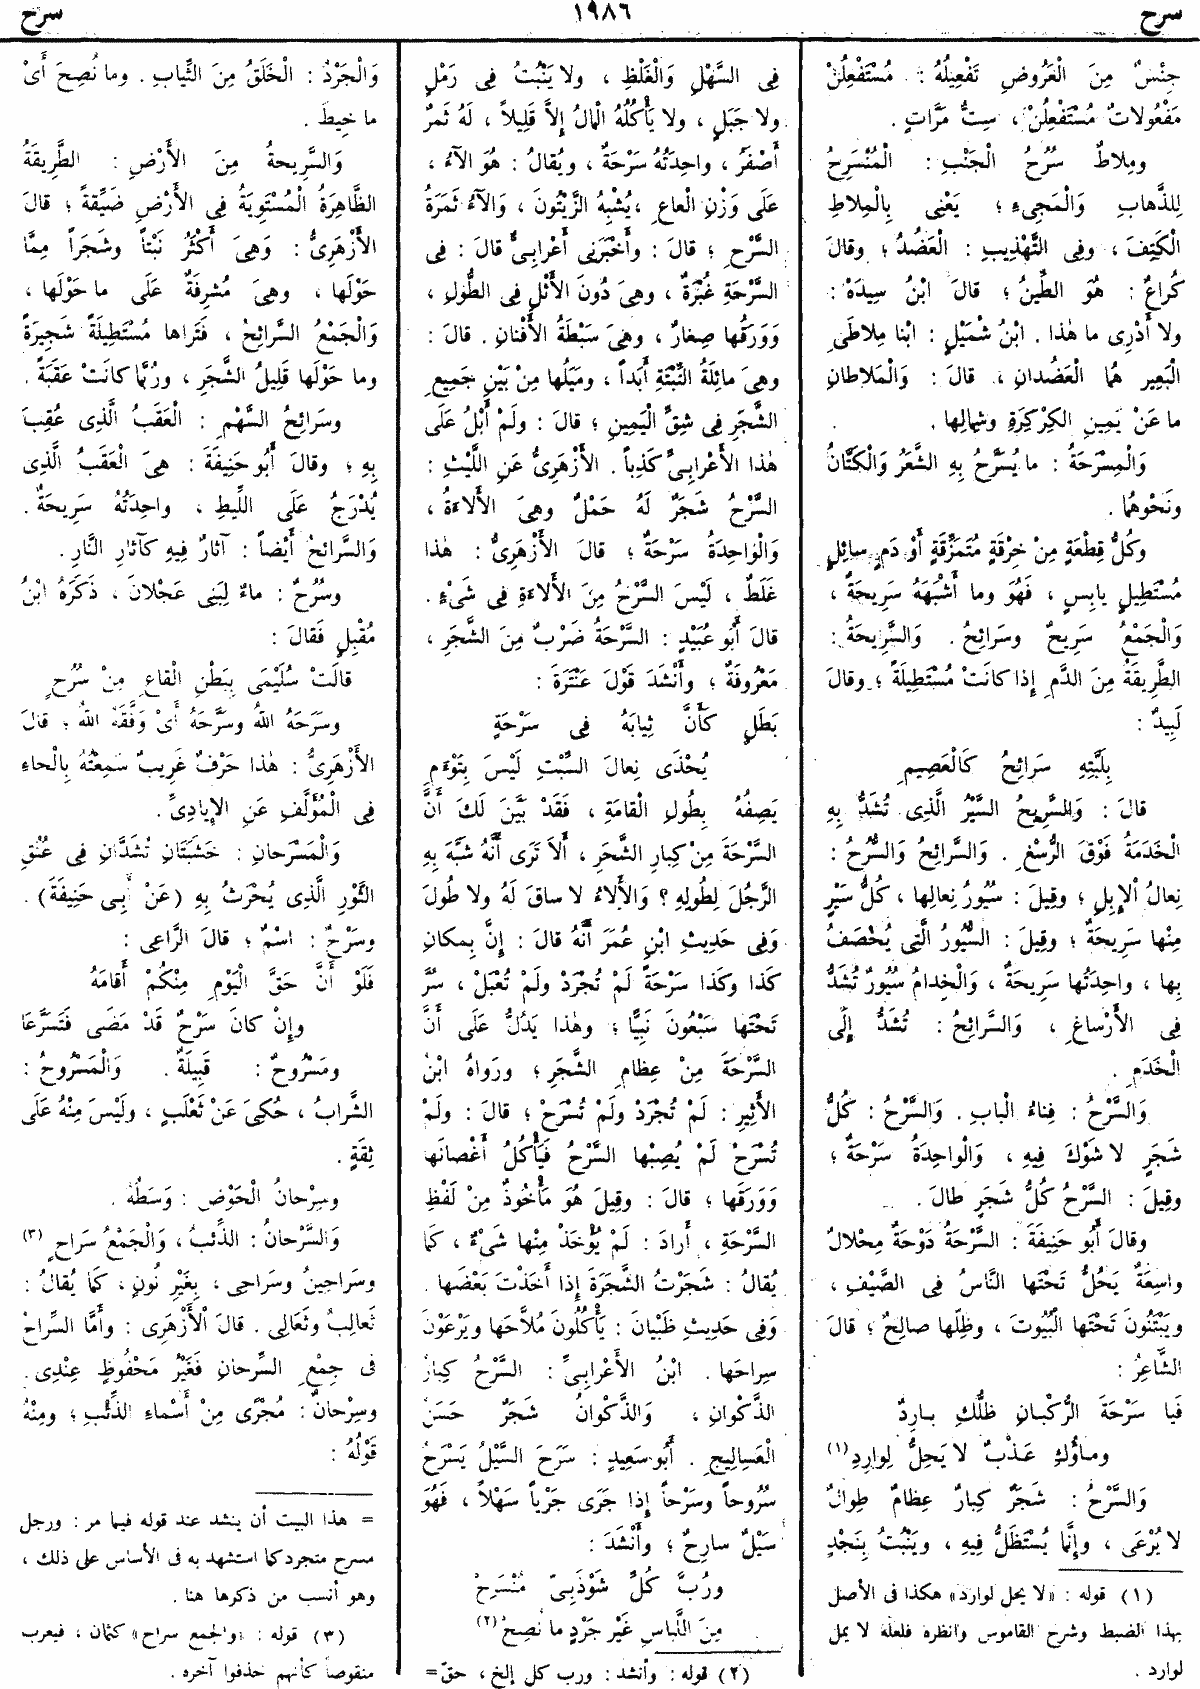 سرح
١٩٨٦
سرح
جِنْسٌ مِنَ الْعَرُوضِ تَفْعِيلُهُ : مُسْتَفْعِلُنْ
مَفْعُولاتُ مُسْتَفْعِلُنْ ، سِتُّ مَرَّاتٍ .
ومِلاطٌ سُرُحُ الْجَنْبِ : الْمُنْسَرِحُ
لِلذَّهابِ وَالْمَجِىءِ ؛ يَعْنِى بِالْمِلاطِ
الْكَتِفَ ، وفِى التَّهْذِيبِ : الْعَضُدُ ؛ وقالَ
كُراعٌ : هُوَ الطِّينُ ؛ قالَ ابْنُ سِيدَهْ :
ولا أَدْرِى ما هٰذا . ابْنُ شُمَيْلٍ : ابْنا مِلاطَىِ
الْبَعِيرِ هُما الْعَضُدانِ ، قالَ : وَالْمَلاطانِ
ما عَنْ يَمِينِ الكِرْكِرَةِ وشمالِها .
وَالْمِسْرَحَةُ : ما يُسَرَّحُ بِهِ الشَّعَرُ وَالْكَتَّانُ
ونَحْوُهُما .
وكُلُّ قِطْعَةٍ مِنْ خِرْقَةٍ مُتَمَزِّقَةٍ أَوْ دَمٍ سائِلٍ
مُسْتَطِيلٍ يابِسٍ ، فَهُوَ وما أَشْبَهَهُ سَرِيحَةٌ ،
وَالْجَمْعُ سَرِيحٌ وسَرائِحُ . وَالسَّرِيحَةُ :
الطَّرِيقَةُ مِنَ الدَّمِ إِذا كانَتْ مُسْتَطِيلَةً ؛ وقالَ
لَبِيدٌ :
بِلَبَّتِهِ سَرائِحُ كَالْعَصِيمِ
قالَ : وَالسَّرِيحُ السَّيْرُ الَّذِى تُشَدُّ بِهِ
الْخَدَمَةُ فَوْقَ الرُّسْغِ . وَالسَّرائِحُ وَالسُّرُحُ :
نِعالُ الْإِبِلِ ؛ وقِيلَ : سُيُورُ نِعالِها ، كُلُّ سَيْرٍ
مِنْها سَرِيحَةٌ ؛ وقِيلَ : السُّيُورُ الَّتِى يُخْصَفُ
بِها ، واحِدَتُها سَرِيحَةٌ ، وَالْخِدامُ سُيُورٌ تُشَدُّ
فِى الأَرْساغِ ، وَالسَّرائِحُ : تُشَدُّ إِلَى
الْخَدَمِ .
وَالسَّرْحُ : فِناءُ الْبابِ . وَالسَّرْحُ : كُلُّ
شَجَرٍ لا شَوْكَ فِيهِ ، وَالْواحِدَةُ سَرْحَةٌ ؛
وقِيلَ : السَّرْحُ كُلُّ شَجَرٍ طالَ .
وقالَ أَبُو حَنِيفَةَ : السَّرْحَةُ دَوْحَةٌ مِحْلالٌ
واسِعَةٌ يَحُلُّ تَحْتَها النَّاسُ فِى الصَّيْفِ ،
ويَبْتَنُونَ تَحْتَها الْبُيُوتَ ، وظِلُّها صالِحٌ ؛ قالَ
الشَّاعِرُ :
فَيا سَرْحَةَ الرُّكْبانِ ظِلُّكِ بارِدٌ
وماؤُكِ عَذْبٌ لا يَحِلُّ لِوارِدِ (١)
وَالسَّرْحُ : شَجَرٌ كِبارٌ عِظامٌ طِوالٌ
لا يُرْعَى ، وإِنَّما يُسْتَظَلُّ فِيهِ ، ويَنْبُتُ بِنَجْدٍ
(١) قوله : «لا يحل لوارد» هكذا فى الأصل
بهذا الضبط وشرح القاموس وانظره فلعله لا يمل
لوارد .
فِى السَّهْلِ وَالْغَلْظِ ، ولا يَنْبُتُ فِى رَمْلٍ
ولا جَبَلٍ ، ولا يَأْكُلُهُ الْمالُ إِلاَّ قَلِيلاً ، لَهُ ثَمَرٌ
أَصْفَرُ ، واحِدَتُهُ سَرْحَةٌ ، ويُقالُ : هُوَ الآءُ ،
عَلَى وَزْنِ الْعاعِ ، يُشْبِهُ الزَّيْتُونَ ، وَالآءُ ثَمَرَةُ
السَّرْحِ ؛ قالَ : وأَخْبَرَنِى أَعْرابِىٌّ قالَ : فِى
السَّرْحَةِ غُبْرَةٌ ، وهِىَ دُونَ الأَثْلِ فِى الطُّولِ ،
وَوَرَقُها صِغارٌ ، وهِىَ سَبْطَةُ الأَفْنانِ . قالَ :
وهِىَ مائِلَةُ النَّبْتَةِ أَبَداً ، ومَيَلُها مِنْ بَيْنِ جَمِيعِ
الشَّجَرِ فِى شِقِّ الْيَمِينِ ؛ قالَ : ولَمْ أَبْلُ عَلَى
هٰذا الأَعْرابِىِّ كَذِباً . الأَزْهَرِىُّ عَنِ اللَّيْثِ :
السَّرْحُ شَجَرٌ لَهُ حَمْلٌ وهِىَ الأَلاءَةُ ،
وَالْواحِدَةُ سَرْحَةٌ ؛ قالَ الأَزْهَرِىُّ : هٰذا
غَلَطٌ ، لَيْسَ السَّرْحُ مِنَ الأَلاءَةِ فِى شَىْءٍ .
قالَ أَبُو عُبَيْدٍ : السَّرْحَةُ ضَرْبٌ مِنَ الشَّجَرِ ،
مَعْرُوفَةٌ ؛ وأَنْشَدَ قَوْلَ عَنْتَرَةَ :
بَطَلٍ كَأَنَّ ثِيابَهُ فِى سَرْحَةٍ
يُحْذَى نِعالَ السِّبْتِ لَيْسَ بِتَوْءَمِ
يَصِفُهُ بِطُولِ الْقامَةِ ، فَقَدْ بَيَّنَ لَكَ أَنَّ
السَّرْحَةَ مِنْ كِبارِ الشَّجَرِ ، أَلا تَرَى أَنَّهُ شَبَّهَ بِهِ
الرَّجُلَ لِطُولِهِ ؟ وَالْأَلاءُ لا ساقَ لَهُ ولا طُولَ
وَفِى حَدِيثِ ابْنِ عُمَرَ أَنَّهُ قالَ : إِنَّ بِمكانِ
كَذا وكَذا سَرْحَةً لَمْ تُجْرَدْ ولَمْ تُعْبَلْ ، سُرَّ
تَحْتَها سَبْعُونَ نَبِيًّا ؛ وهٰذا يَدُلُّ عَلَى أَنَّ
السَّرْحَةَ مِنْ عِظامِ الشَّجَرِ ؛ ورَواهُ ابْنُ
الأَثِيرِ : لَمْ تُجْرَدْ ولَمْ تُسْرَحْ ؛ قالَ : ولَمْ
تُسْرَحْ لَمْ يُصِبْها السَّرْحُ فَيَأْكُلَ أَغْصانَها
وَوَرَقَها ؛ قالَ : وقِيلَ هُوَ مَأْخُوذٌ مِنْ لَفْظِ
السَّرْحَةِ ، أَرادَ : لَمْ يُؤْخَذْ مِنْها شَىْءٌ ، كَما
يُقالُ : شَجَرْتُ الشَّجَرَةَ إِذا أَخَذْتَ بَعْضَها .
وَفِى حَدِيثِ ظَبْيانَ : يَأْكُلُونَ مُلاَّحَها ويَرْعَوْنَ
سِراحَها . ابْنُ الأَعْرابِىِّ : السَّرْحُ كِبارُ
الذَّكْوانِ ، وَالذَّكْوانُ شَجَرٌ حَسَنُ
الْعَسالِيجِ . أَبُو سَعِيدٍ : سَرَحَ السَّيْلُ يَسْرَحُ
سُرُوحاً وسَرْحاً إِذا جَرَى جَرْياً سَهْلاً ، فَهُوَ
سَيْلٌ سارِحٌ ؛ وأَنْشَدَ :
ورُبَّ كُلِّ شَوْذَبِىٍّ مُنْسَرِحْ
مِنَ اللِّباسِ غَيْرَ جَرْدٍ ما نُصِحْ (٢)
(٢) قوله : وأنشد : ورب كل إلخ ، حقّ =
وَالْجَرْدُ : الْخَلَقُ مِنَ الثِّيابِ . وما نُصِحَ أَىْ
ما خِيطَ .
وَالسَّرِيحةُ مِنَ الأَرْضِ : الطَّرِيقَةُ
الظَّاهِرَةُ الْمُسْتَوِيَةُ فِى الأَرْضِ ضَيِّقةً ؛ قالَ
الأَزْهَرِىُّ : وَهِىَ أَكْثَرُ نَبْتاً وشَجَراً مِمَّا
حَوْلَها ، وهِىَ مُشرِفَةٌ عَلَى ما حَوْلَها ،
وَالْجَمْعُ السَّرائِحُ ، فَتَراها مُسْتَطِيلَةً شَجِيرَةً
وما حَوْلَها قَلِيلُ الشَّجَرِ ، ورُبَّما كانَتْ عَقَبَةً .
وسَرائِحُ السَّهْمِ : الْعَقَبُ الَّذِى عُقِبَ
بِهِ ؛ وقالَ أَبُو حَنِيفَةَ : هِىَ الْعَقَبُ الَّذِى
يُدْرَجُ عَلَى اللِّيطِ ، واحِدَتُهُ سَرِيحَةٌ .
وَالسَّرائحُ أَيْضاً : آثارٌ فِيهِ كَآثارِ النَّارِ .
وسُرُحٌ : ماءٌ لِبَنِى عَجْلانَ ، ذَكَرَهُ ابْنُ
مُقْبِلٍ فَقالَ :
قالَتْ سُلَيْمَى بِبَطْنِ الْقاعِ مِنْ سُرُحٍ
وسَرَحَهُ اللهُ وسَرَّحَهُ أَىْ وَفَّقَهُ اللهُ ؛ قالَ
الأَزْهَرِىُّ : هٰذا حَرْفٌ غَرِيبٌ سَمِعْتُهُ بِالْحاءِ
فِى الْمُؤَلَّفِ عَنِ الإِيادِىِّ .
وَالْمَسْرَحانِ : خَشَبَتَانِ تُشَدَّانِ فِى عُنُقِ
الثَّوْرِ الَّذِى يُحْرَثُ بِهِ (عَنْ أَبِى حَنِيفَةَ) .
وسَرْحٌ : اسْمٌ ؛ قالَ الرَّاعِى :
فَلَوْ أَنَّ حَقَّ الْيَوْمِ مِنْكُمْ أَقامَهُ
وإِنْ كانَ سَرْحٌ قَدْ مَضَى فَتَسَرَّعَا
ومَسْرُوحٌ : قَبِيلَةٌ . وَالْمَسْرُوحُ :
الشَّرابُ ، حُكِىَ عَنْ ثَعْلَبٍ ، ولَيْسَ مِنْهُ عَلَى
ثِقَةٍ .
وسِرْحانُ الْحَوْضِ : وَسَطُهُ .
وَالسِّرْحانُ : الذِّئبُ ، وَالْجَمْعُ سَراحٍ (٣)
وسَراحِينُ وسَراحِى ، بِغَيْرِ نُونٍ ، كَما يُقالُ :
ثَعالِبُ وثَعَالِى . قالَ الْأَزْهَرِى : وأَمَّا السِّراحُ
فى جمْعِ السِّرحانِ فَغَيْرُ مَحْفُوظٍ عِنْدِى .
وسِرْحانٌ : مُجْرًى مِنْ أَسْماءِ الذِّئْبِ ؛ ومِنْهُ
قَوْلُهُ :
= هذا البيت أن ينشد عند قوله فيما مر : ورجل
مسرح متجرد كما استشهد به فى الأساس على ذلك ،
وهو أنسب من ذكرها هنا .
(٣) قوله : «والجمع سراح» كثمان ، فيعرب
منقوصاً كأنهم حذفوا آخره .